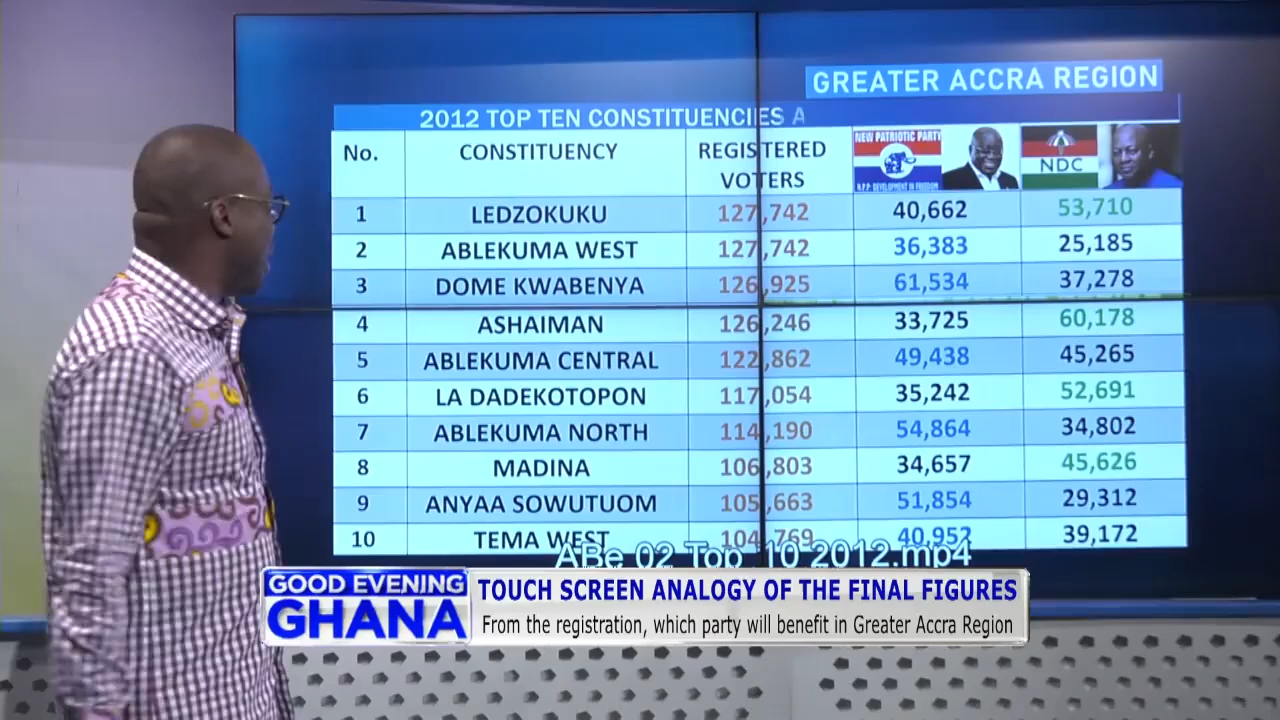 GREATER ACCRA REGION
2012 TOP TEN CONSTITUENCIES A
No. CONSTITUENCY REGISTERED VOTERS
NEW PATRIOTIC PARTY
N.P.P- DEVELOPMENT IN FREEDOM
NDC
1 LEDZOKUKU 127,742 40,662 53,710
2 ABLEKUMA WEST 127,742 36,383 25,185
3 DOME KWABENYA 126,925 61,534 37,278
4 ASHAIMAN 126,246 33,725 60,178
5 ABLEKUMA CENTRAL 122,862 49,438 45,265
6 LA DADEKOTOPON 117,054 35,242 52,691
7 ABLEKUMA NORTH 114,190 54,864 34,802
8 MADINA 106,803 34,657 45,626
9 ANYAA SOWUTUOM 105,663 51,854 29,312
10 TEMA WEST 104,769 40,952 39,172
ABe 02 Top 10 2012.mp4
GOOD EVENING
GHANA
TOUCH SCREEN ANALOGY OF THE FINAL FIGURES
From the registration, which party will benefit in Greater Accra Region